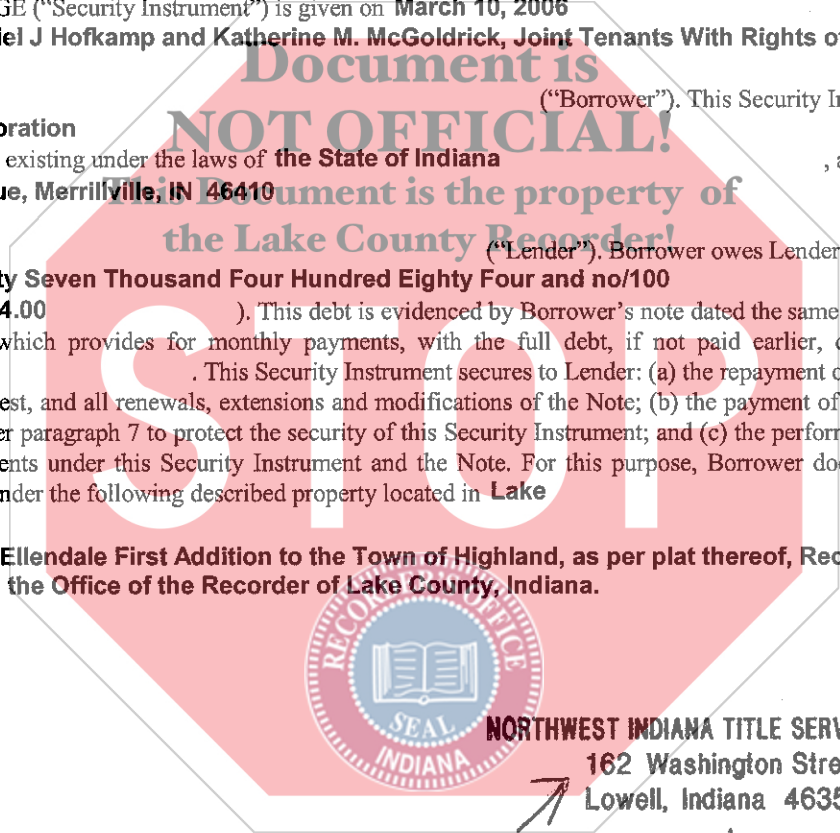 GE ("Security Instrument") is given on March 10, 2006
iel J Hofkamp and Katherine M. McGoldrick, Joint Tenants With Rights o
Document is
("Borrower"). This Security In
oration
NOT OFFICIAL!
existing under the laws of the State of Indiana , a
ue, Merrillville, IN 46410
This Document is the property of
the Lake County Recorder!
("Lender"). Borrower owes Lender
ty Seven Thousand Four Hundred Eighty Four and no/100
4.00 ). This debt is evidenced by Borrower's note dated the same
which provides for monthly payments, with the full debt, if not paid earlier,
. This Security Instrument secures to Lender: (a) the repayment o
est, and all renewals, extensions and modifications of the Note; (b) the payment of
er paragraph 7 to protect the security of this Security Instrument; and (c) the perform
ents under this Security Instrument and the Note. For this purpose, Borrower do
nder the following described property located in Lake
STOP
Ellendale First Addition to the Town of Highland, as per plat thereof, Rec
the Office of the Recorder of Lake County, Indiana.
RECORDER'S OFFICE
SEAL
INDIANA
NORTHWEST INDIANA TITLE SERV
162 Washington Stre
Lowell, Indiana 4635